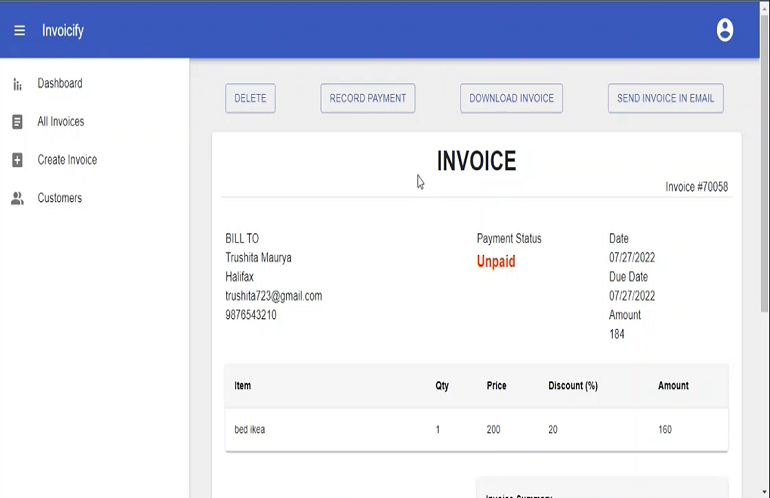 Invoicify
Dashboard
All Invoices
Create Invoice
Customers
DELETE RECORD PAYMENT DOWNLOAD INVOICE SEND INVOICE IN EMAIL
INVOICE
Invoice #70058
BILL TO
Trushita Maurya
Halifax
trushita723@gmail.com
9876543210
Payment Status
Unpaid
Date
07/27/2022
Due Date
07/27/2022
Amount
184
Item Qty Price Discount (%) Amount
bed ikea 1 200 20 160
Invoice Summary